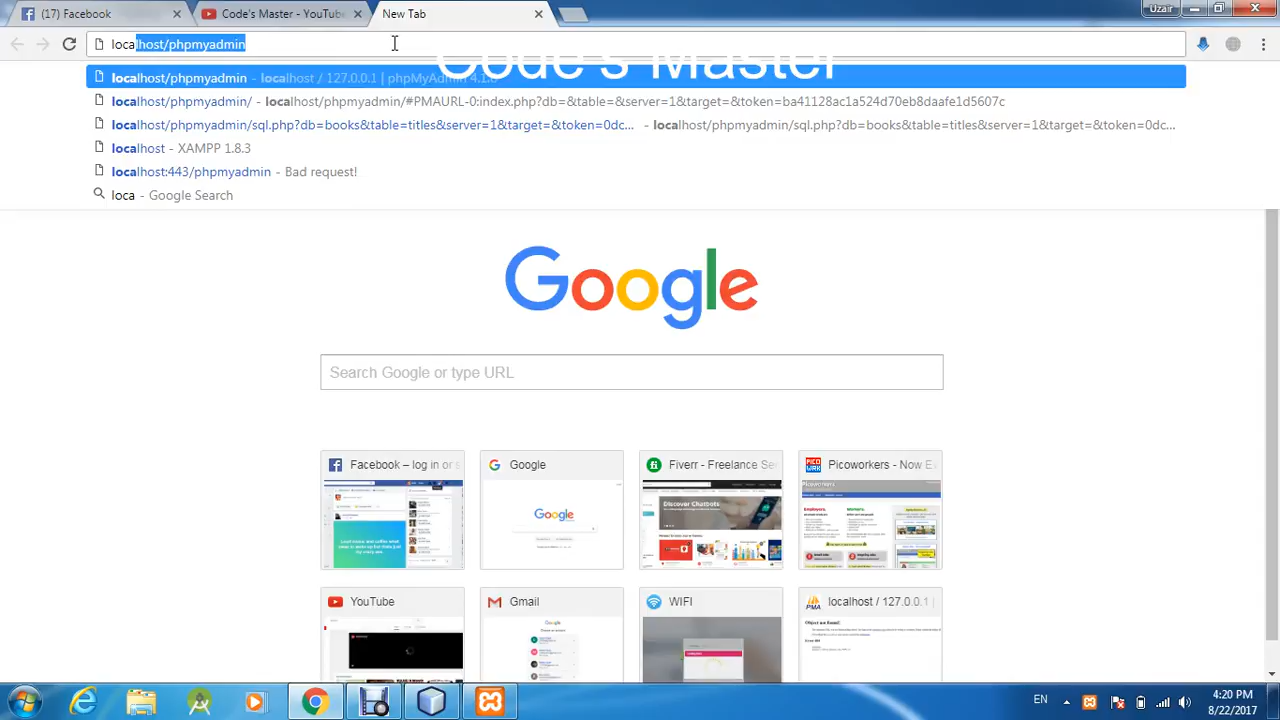 (17) Facebook
Code's Master - YouTube
New Tab
Uzair
localhost/phpmyadmin
Code's Master
localhost/phpmyadmin - localhost / 127.0.0.1 | phpMyAdmin 4.1.6
localhost/phpmyadmin/ - localhost/phpmyadmin/#PMAURL-0:index.php?db=&table=&server=1&target=&token=ba41128ac1a524d70eb8daafe1d5607c
localhost/phpmyadmin/sql.php?db=books&table=titles&server=1&target=&token=0dc... - localhost/phpmyadmin/sql.php?db=books&table=titles&server=1&target=&token=0dc...
localhost - XAMPP 1.8.3
localhost:443/phpmyadmin - Bad request!
loca - Google Search
Google
Search Google or type URL
Facebook – log in or s
Google
Fiverr - Freelance Se
Picoworkers - Now E
Google
Discover Chatbots
YouTube
Gmail
WIFI
localhost / 127.0.0.1 |
PMA
EN
4:20 PM
8/22/2017